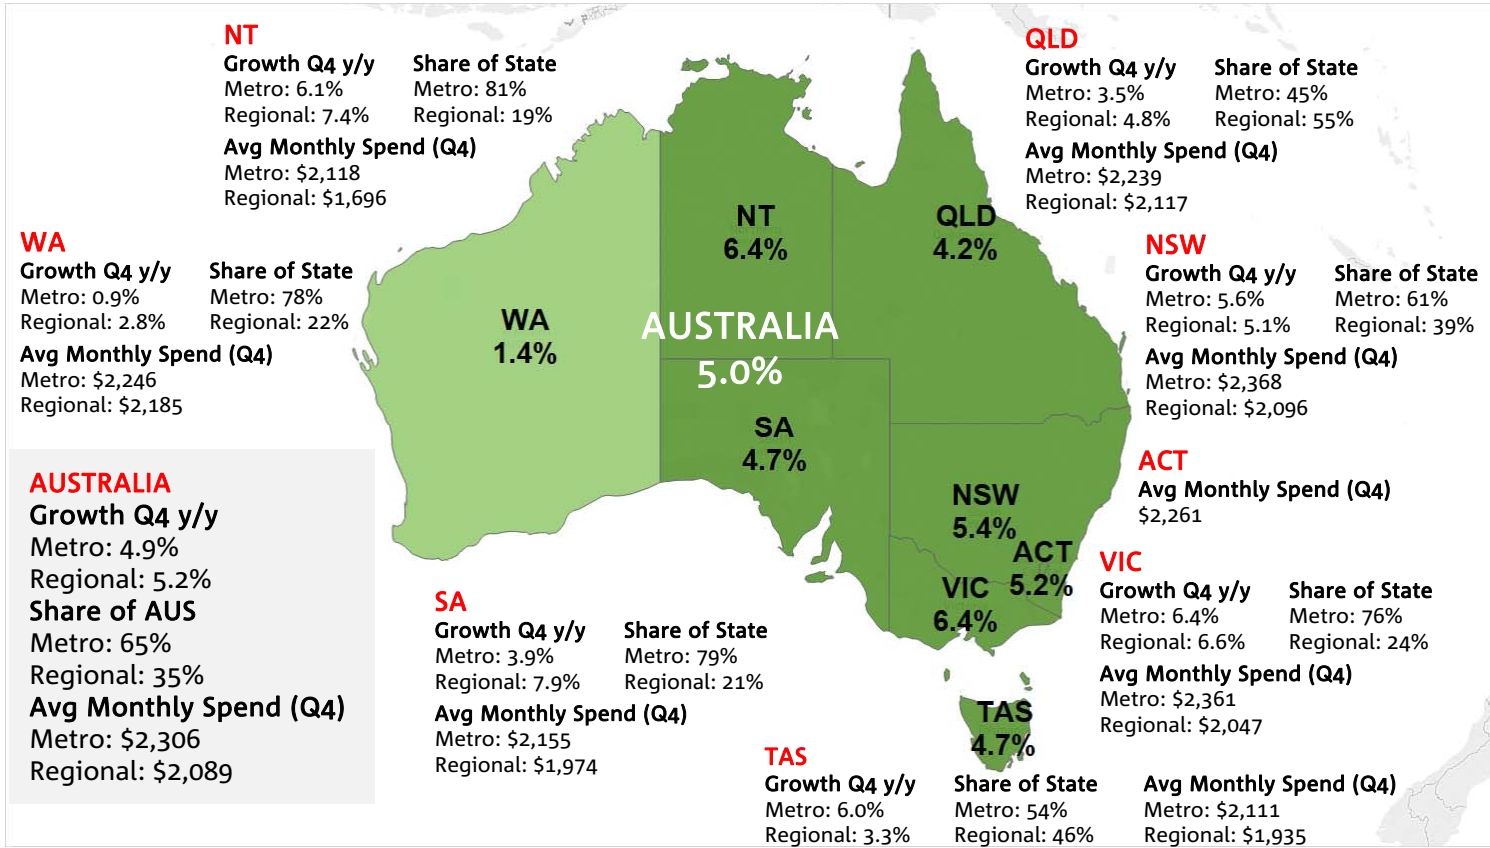 NT
Growth Q4 y/y Share of State
Metro: 6.1% Metro: 81%
Regional: 7.4% Regional: 19%
Avg Monthly Spend (Q4)
Metro: $2,118
Regional: $1,696
QLD
Growth Q4 y/y Share of State
Metro: 3.5% Metro: 45%
Regional: 4.8% Regional: 55%
Avg Monthly Spend (Q4)
Metro: $2,239
Regional: $2,117
WA
Growth Q4 y/y Share of State
Metro: 0.9% Metro: 78%
Regional: 2.8% Regional: 22%
Avg Monthly Spend (Q4)
Metro: $2,246
Regional: $2,185
NSW
Growth Q4 y/y Share of State
Metro: 5.6% Metro: 61%
Regional: 5.1% Regional: 39%
Avg Monthly Spend (Q4)
Metro: $2,368
Regional: $2,096
NT
6.4%
QLD
4.2%
WA
1.4%
AUSTRALIA
5.0%
SA
4.7%
NSW
5.4%
ACT
5.2%
VIC
6.4%
TAS
4.7%
ACT
Avg Monthly Spend (Q4)
$2,261
AUSTRALIA
Growth Q4 y/y
Metro: 4.9%
Regional: 5.2%
Share of AUS
Metro: 65%
Regional: 35%
Avg Monthly Spend (Q4)
Metro: $2,306
Regional: $2,089
SA
Growth Q4 y/y Share of State
Metro: 3.9% Metro: 79%
Regional: 7.9% Regional: 21%
Avg Monthly Spend (Q4)
Metro: $2,155
Regional: $1,974
VIC
Growth Q4 y/y Share of State
Metro: 6.4% Metro: 76%
Regional: 6.6% Regional: 24%
Avg Monthly Spend (Q4)
Metro: $2,361
Regional: $2,047
TAS
Growth Q4 y/y Share of State Avg Monthly Spend (Q4)
Metro: 6.0% Metro: 54% Metro: $2,111
Regional: 3.3% Regional: 46% Regional: $1,935